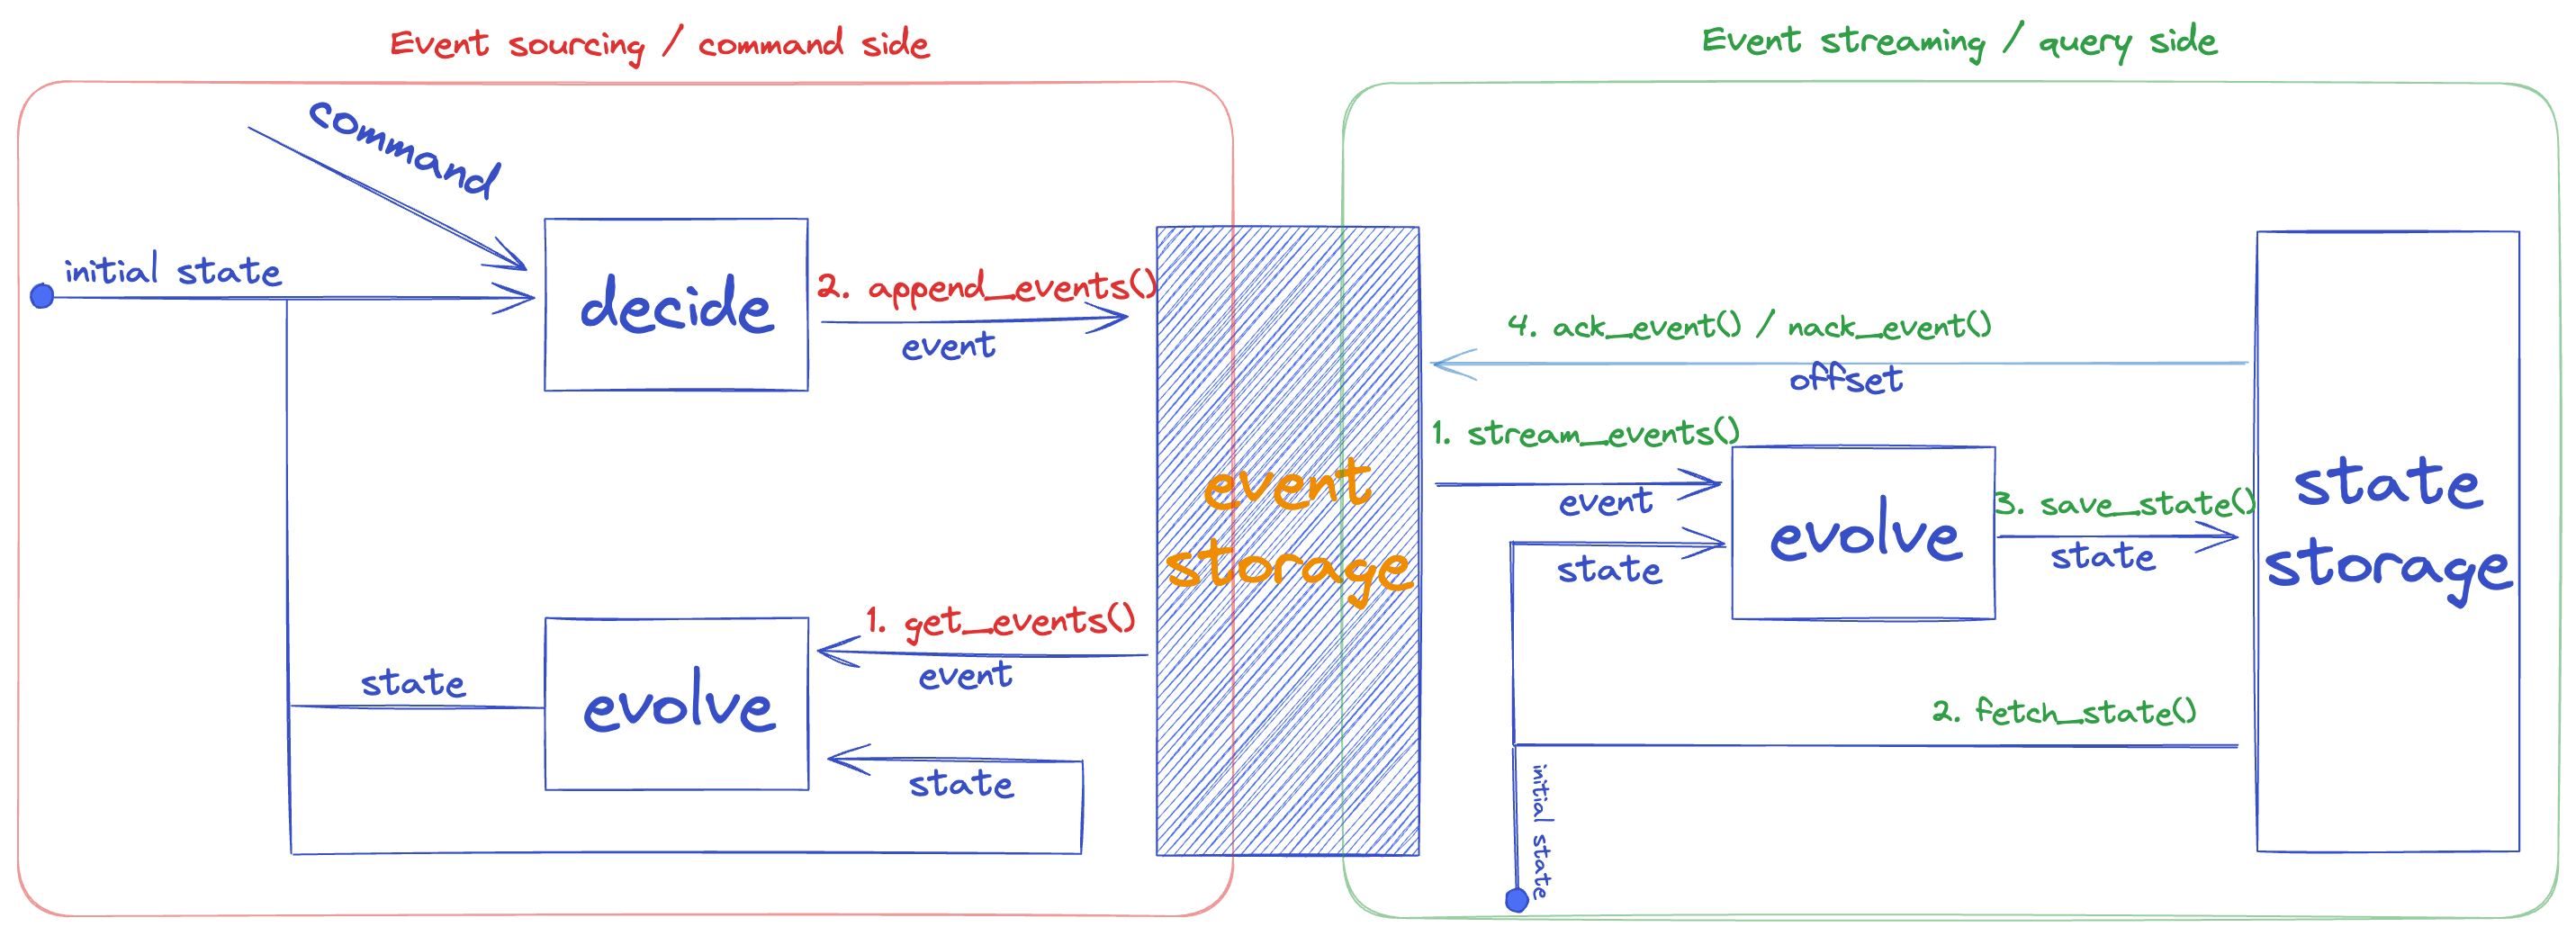 Event sourcing / command side
Event streaming / query side
command
initial state
decide
2. append_events()
event
event
storage
1. get_events()
event
evolve
state
state
4. ack_event() / nack_event()
offset
1. stream_events()
event
state
evolve
3. save_state()
state
state
storage
2. fetch_state()
initial state